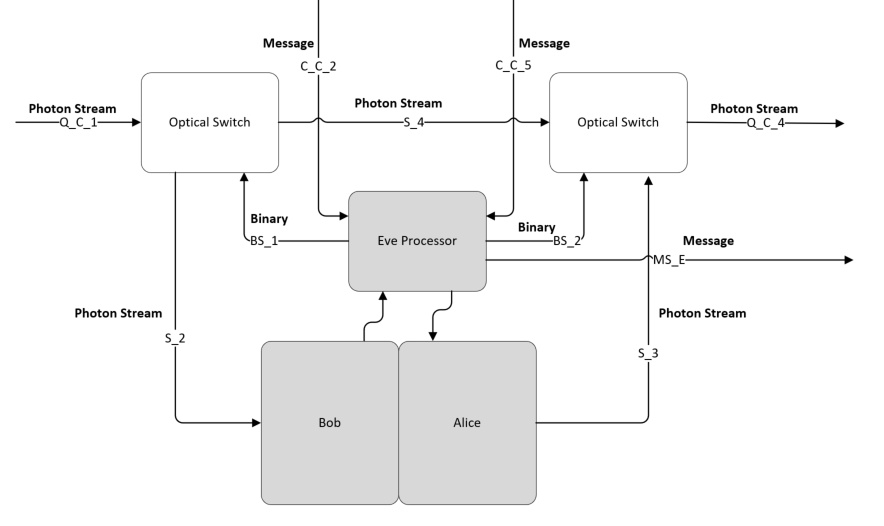 Message
C_C_2
Message
C_C_5
Photon Stream
Q_C_1
Optical Switch
Photon Stream
S_4
Optical Switch
Photon Stream
Q_C_4
Binary
BS_1
Eve Processor
Binary
BS_2
Message
MS_E
Photon Stream
S_2
Photon Stream
S_3
Bob
Alice